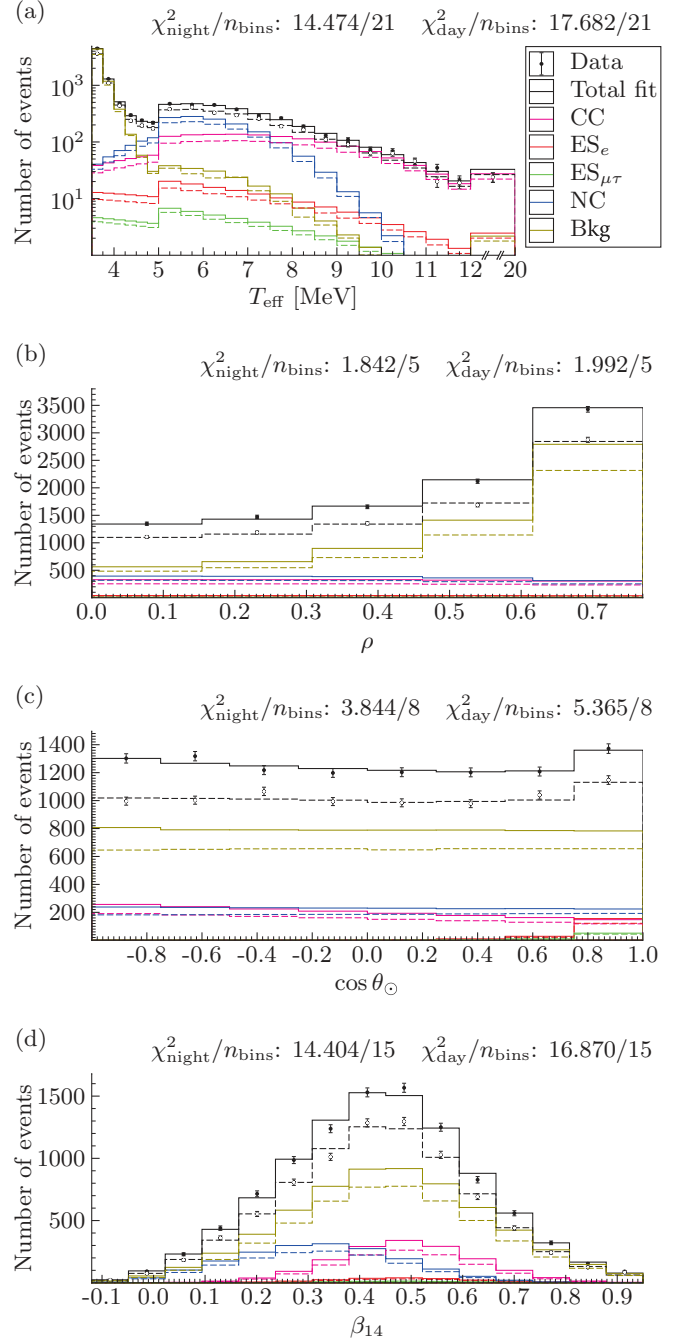 (a)
χ²night/nbins: 14.474/21 χ²day/nbins: 17.682/21
Number of events
10³
10²
10¹
4 5 6 7 8 9 10 11 12 20
Teff [MeV]
Data
Total fit
CC
ESe
ESμτ
NC
Bkg
(b)
χ²night/nbins: 1.842/5 χ²day/nbins: 1.992/5
Number of events
3500
3000
2500
2000
1500
1000
500
0.0 0.1 0.2 0.3 0.4 0.5 0.6 0.7
ρ
(c)
χ²night/nbins: 3.844/8 χ²day/nbins: 5.365/8
Number of events
1400
1200
1000
800
600
400
200
-0.8 -0.6 -0.4 -0.2 0.0 0.2 0.4 0.6 0.8 1.0
cos θ⊙
(d)
χ²night/nbins: 14.404/15 χ²day/nbins: 16.870/15
Number of events
1500
1000
500
-0.1 0.0 0.1 0.2 0.3 0.4 0.5 0.6 0.7 0.8 0.9
β14